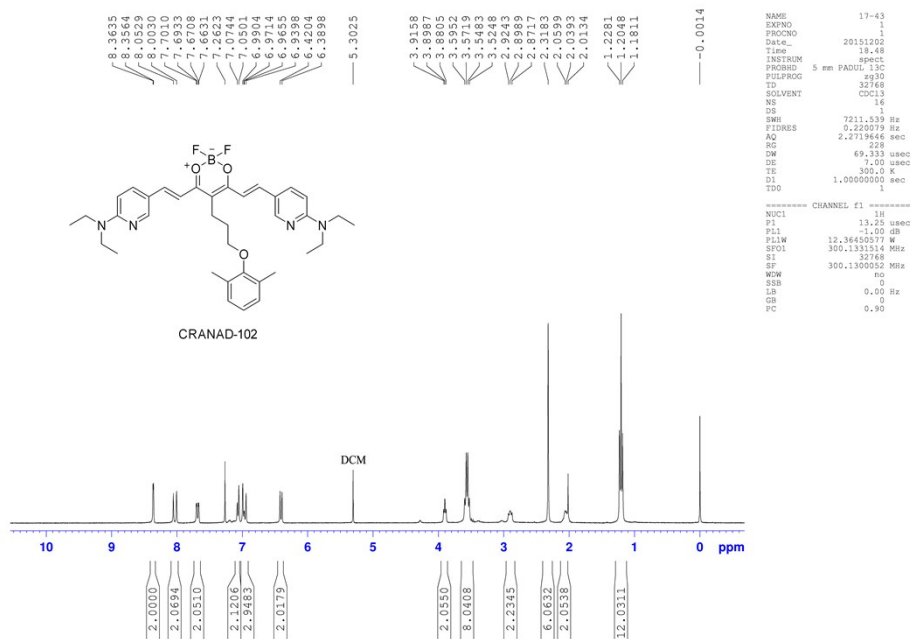 8.3635
8.3564
8.0529
8.0030
7.7010
7.6933
7.6708
7.6631
7.2623
7.0744
7.0501
6.9904
6.9714
6.9655
6.9398
6.4204
6.3898
5.3025
3.9158
3.8987
3.8805
3.5952
3.5719
3.5483
3.5248
2.9243
2.8989
2.8717
2.3183
2.0599
2.0393
2.0134
1.2281
1.2048
1.1811
-0.0014
NAME 17-43
EXPNO 1
PROCNO 1
Date_ 20151202
Time 18.48
INSTRUM spect
PROBHD 5 mm PADUL 13C
PULPROG zg30
TD 32768
SOLVENT CDCl3
NS 16
DS 1
SWH 7211.539 Hz
FIDRES 0.220079 Hz
AQ 2.2719646 sec
RG 228
DW 69.333 usec
DE 7.00 usec
TE 300.0 K
D1 1.00000000 sec
TD0 1
======== CHANNEL f1 ========
NUC1 1H
P1 13.25 usec
PL1 -1.00 dB
PL1W 12.36450577 W
SFO1 300.1331514 MHz
SI 32768
SF 300.1300052 MHz
WDW no
SSB 0
LB 0.00 Hz
GB 0
PC 0.90
F F
B −
+ O O
N N N N
O
CRANAD-102
DCM
10 9 8 7 6 5 4 3 2 1 0 ppm
2.0000
2.0694
2.0510
2.1206
2.9483
2.0179
2.0550
8.0408
2.2345
6.0632
2.0538
12.0311